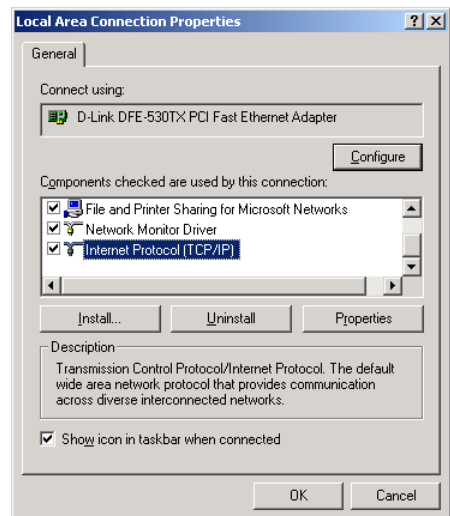 Local Area Connection Properties
General
Connect using:
D-Link DFE-530TX PCI Fast Ethernet Adapter
Configure
Components checked are used by this connection:
File and Printer Sharing for Microsoft Networks
Network Monitor Driver
Internet Protocol (TCP/IP)
Install... Uninstall Properties
Description
Transmission Control Protocol/Internet Protocol. The default
wide area network protocol that provides communication
across diverse interconnected networks.
Show icon in taskbar when connected
OK Cancel